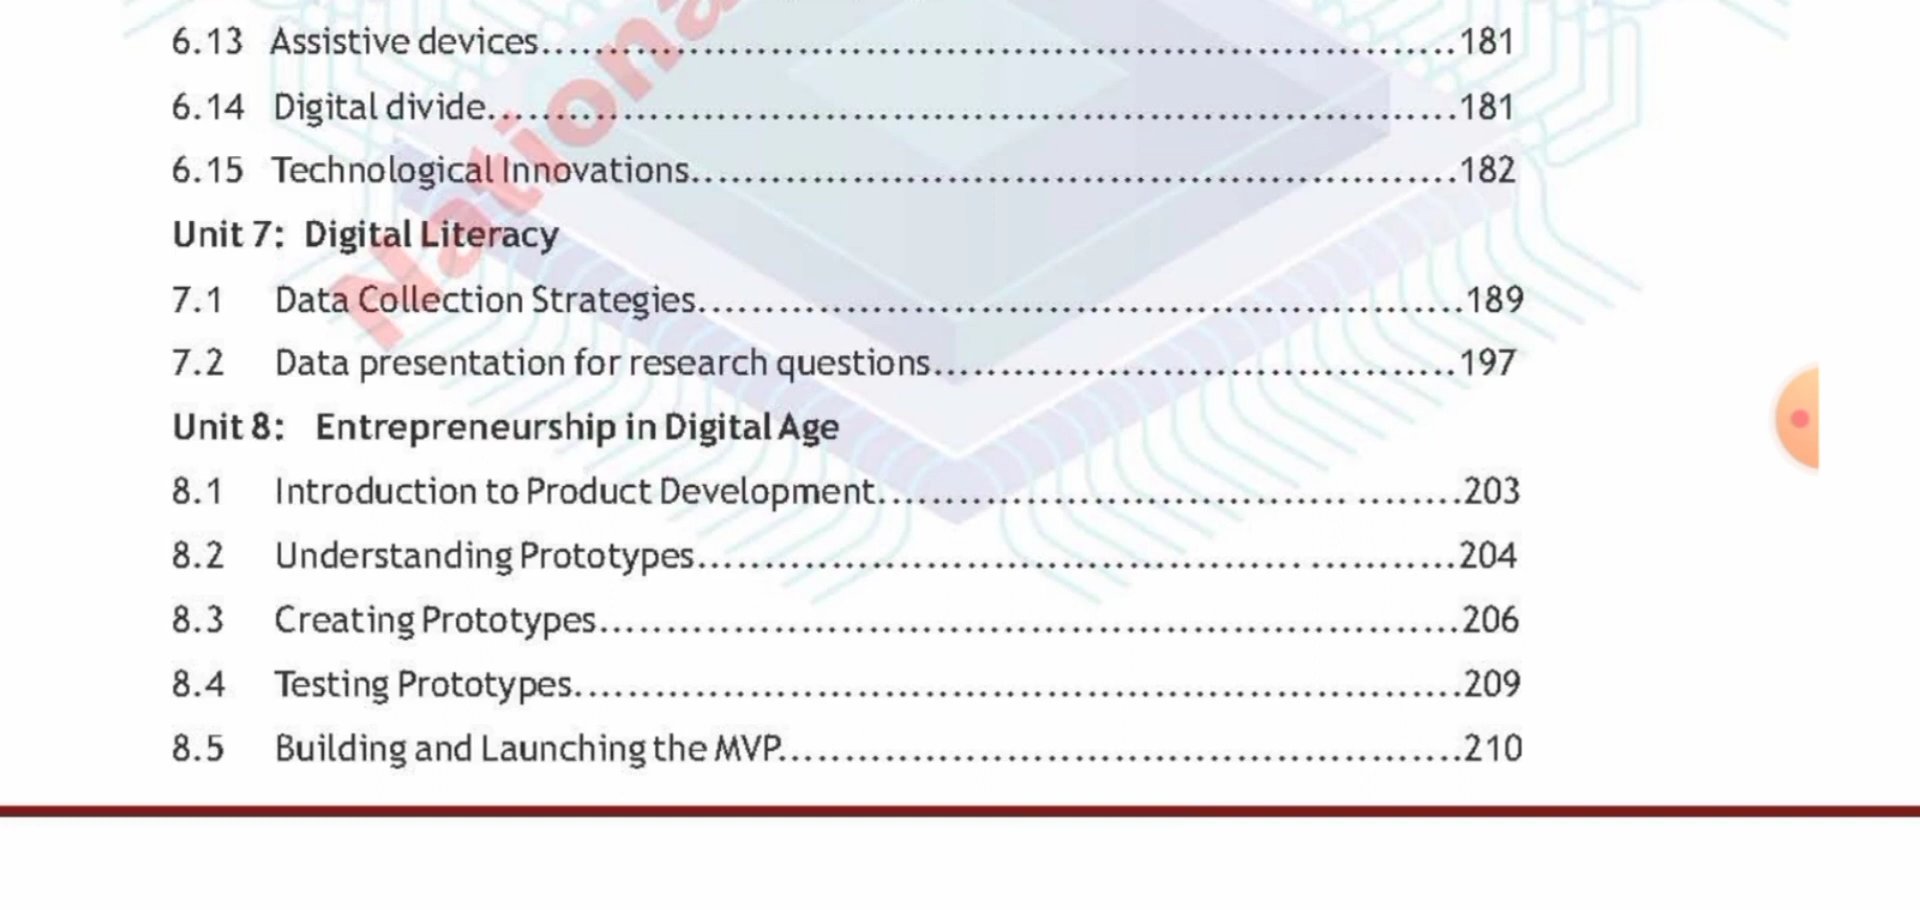 6.13 Assistive devices....................................................................181
6.14 Digital divide........................................................................181
6.15 Technological Innovations.........................................................182
Unit 7: Digital Literacy
7.1 Data Collection Strategies.........................................................189
7.2 Data presentation for research questions.......................................197
Unit 8: Entrepreneurship in Digital Age
8.1 Introduction to Product Development................................... ........203
8.2 Understanding Prototypes............................................. ...........204
8.3 Creating Prototypes................................................................206
8.4 Testing Prototypes..................................................................209
8.5 Building and Launching the MVP...................................................210
Nationa